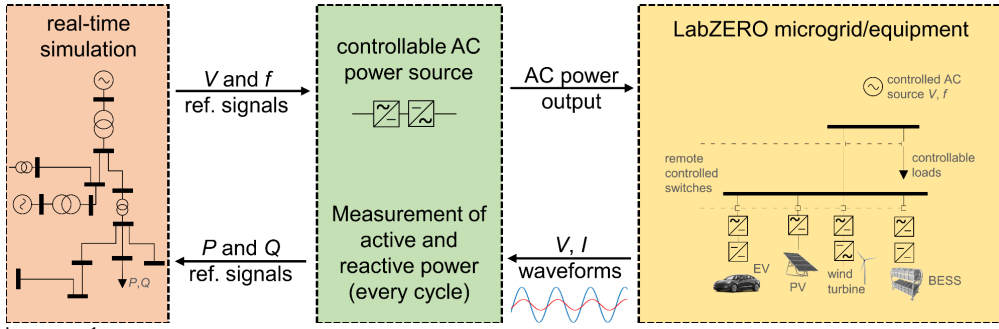 real-time
simulation
P,Q
V and f
ref. signals
P and Q
ref. signals
controllable AC
power source
Measurement of
active and
reactive power
(every cycle)
AC power
output
V, I
waveforms
LabZERO microgrid/equipment
controlled AC
source V, f
remote
controlled
switches
controllable
loads
EV
PV
wind
turbine
BESS